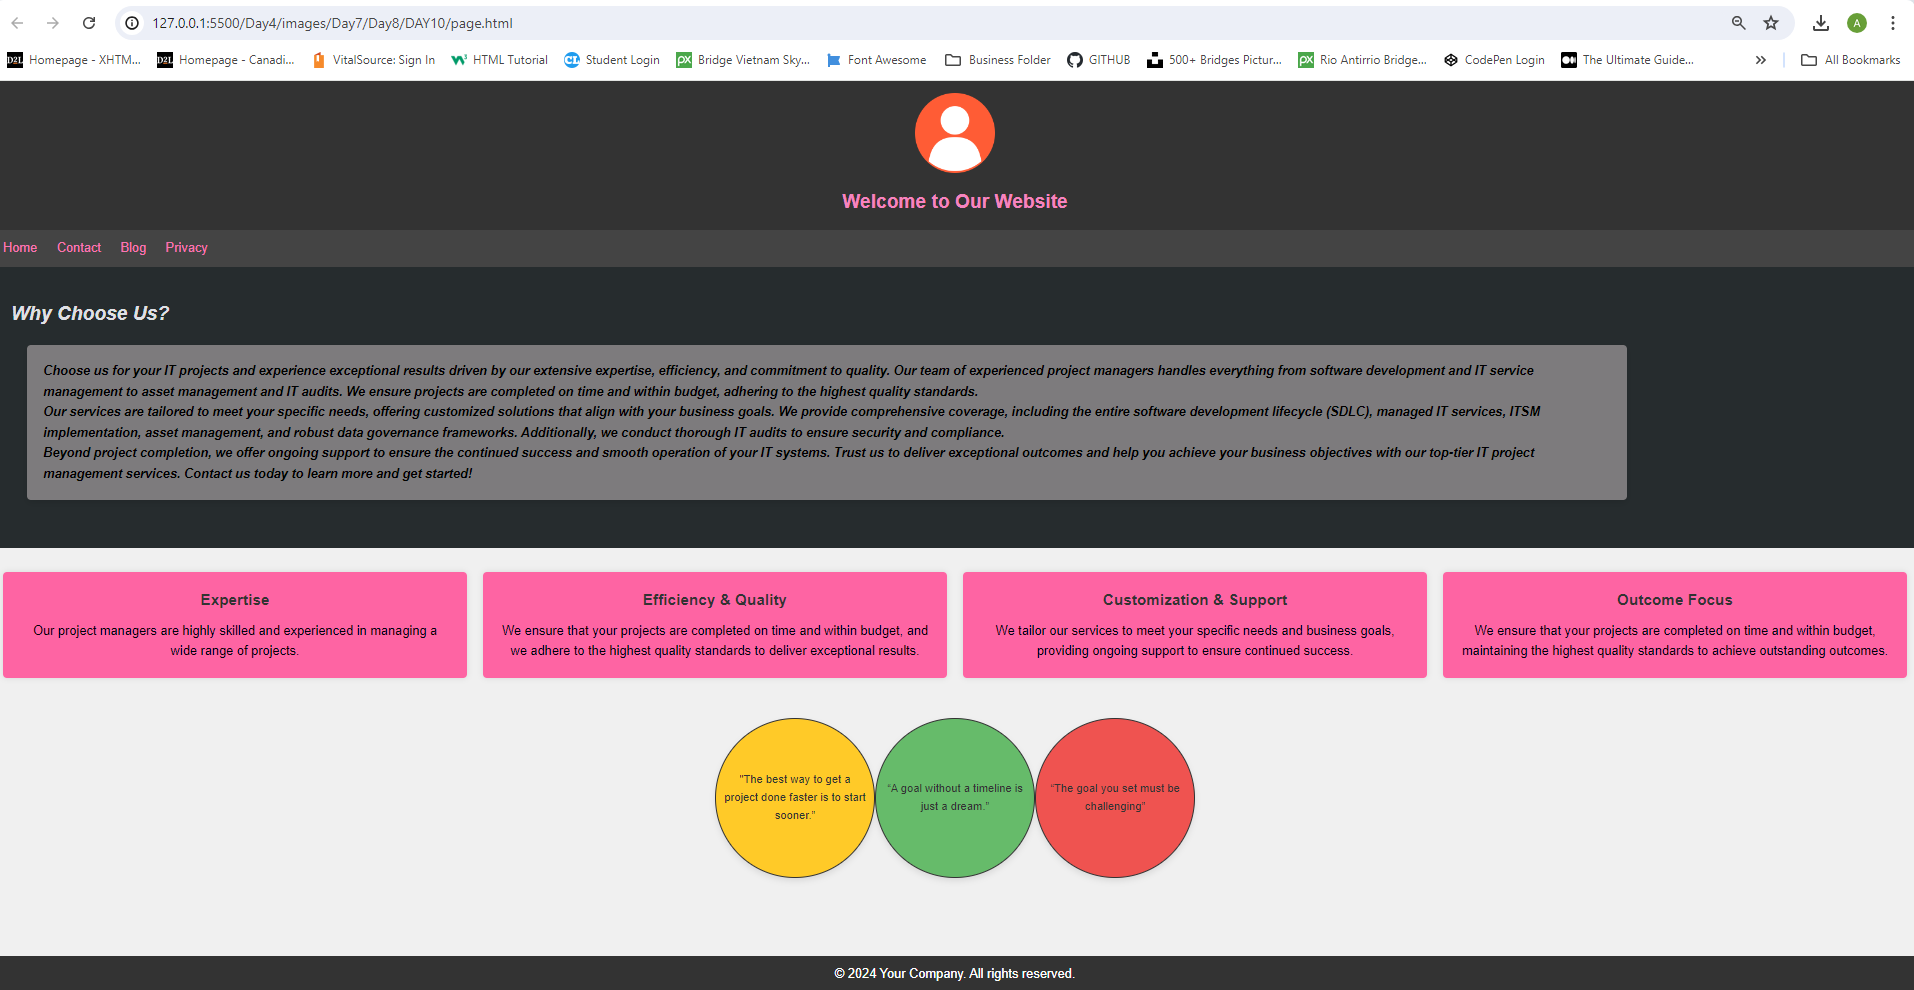 127.0.0.1:5500/Day4/images/Day7/Day8/DAY10/page.html
A
D2L Homepage - XHTM... D2L Homepage - Canadi... VitalSource: Sign In HTML Tutorial CL Student Login px Bridge Vietnam Sky... Font Awesome Business Folder GITHUB 500+ Bridges Pictur... px Rio Antirrio Bridge... CodePen Login The Ultimate Guide... » All Bookmarks
Welcome to Our Website
Home Contact Blog Privacy
Why Choose Us?
Choose us for your IT projects and experience exceptional results driven by our extensive expertise, efficiency, and commitment to quality. Our team of experienced project managers handles everything from software development and IT service
management to asset management and IT audits. We ensure projects are completed on time and within budget, adhering to the highest quality standards.
Our services are tailored to meet your specific needs, offering customized solutions that align with your business goals. We provide comprehensive coverage, including the entire software development lifecycle (SDLC), managed IT services, ITSM
implementation, asset management, and robust data governance frameworks. Additionally, we conduct thorough IT audits to ensure security and compliance.
Beyond project completion, we offer ongoing support to ensure the continued success and smooth operation of your IT systems. Trust us to deliver exceptional outcomes and help you achieve your business objectives with our top-tier IT project
management services. Contact us today to learn more and get started!
Expertise
Our project managers are highly skilled and experienced in managing a
wide range of projects.
Efficiency & Quality
We ensure that your projects are completed on time and within budget, and
we adhere to the highest quality standards to deliver exceptional results.
Customization & Support
We tailor our services to meet your specific needs and business goals,
providing ongoing support to ensure continued success.
Outcome Focus
We ensure that your projects are completed on time and within budget,
maintaining the highest quality standards to achieve outstanding outcomes.
"The best way to get a
project done faster is to start
sooner."
"A goal without a timeline is
just a dream."
"The goal you set must be
challenging"
© 2024 Your Company. All rights reserved.